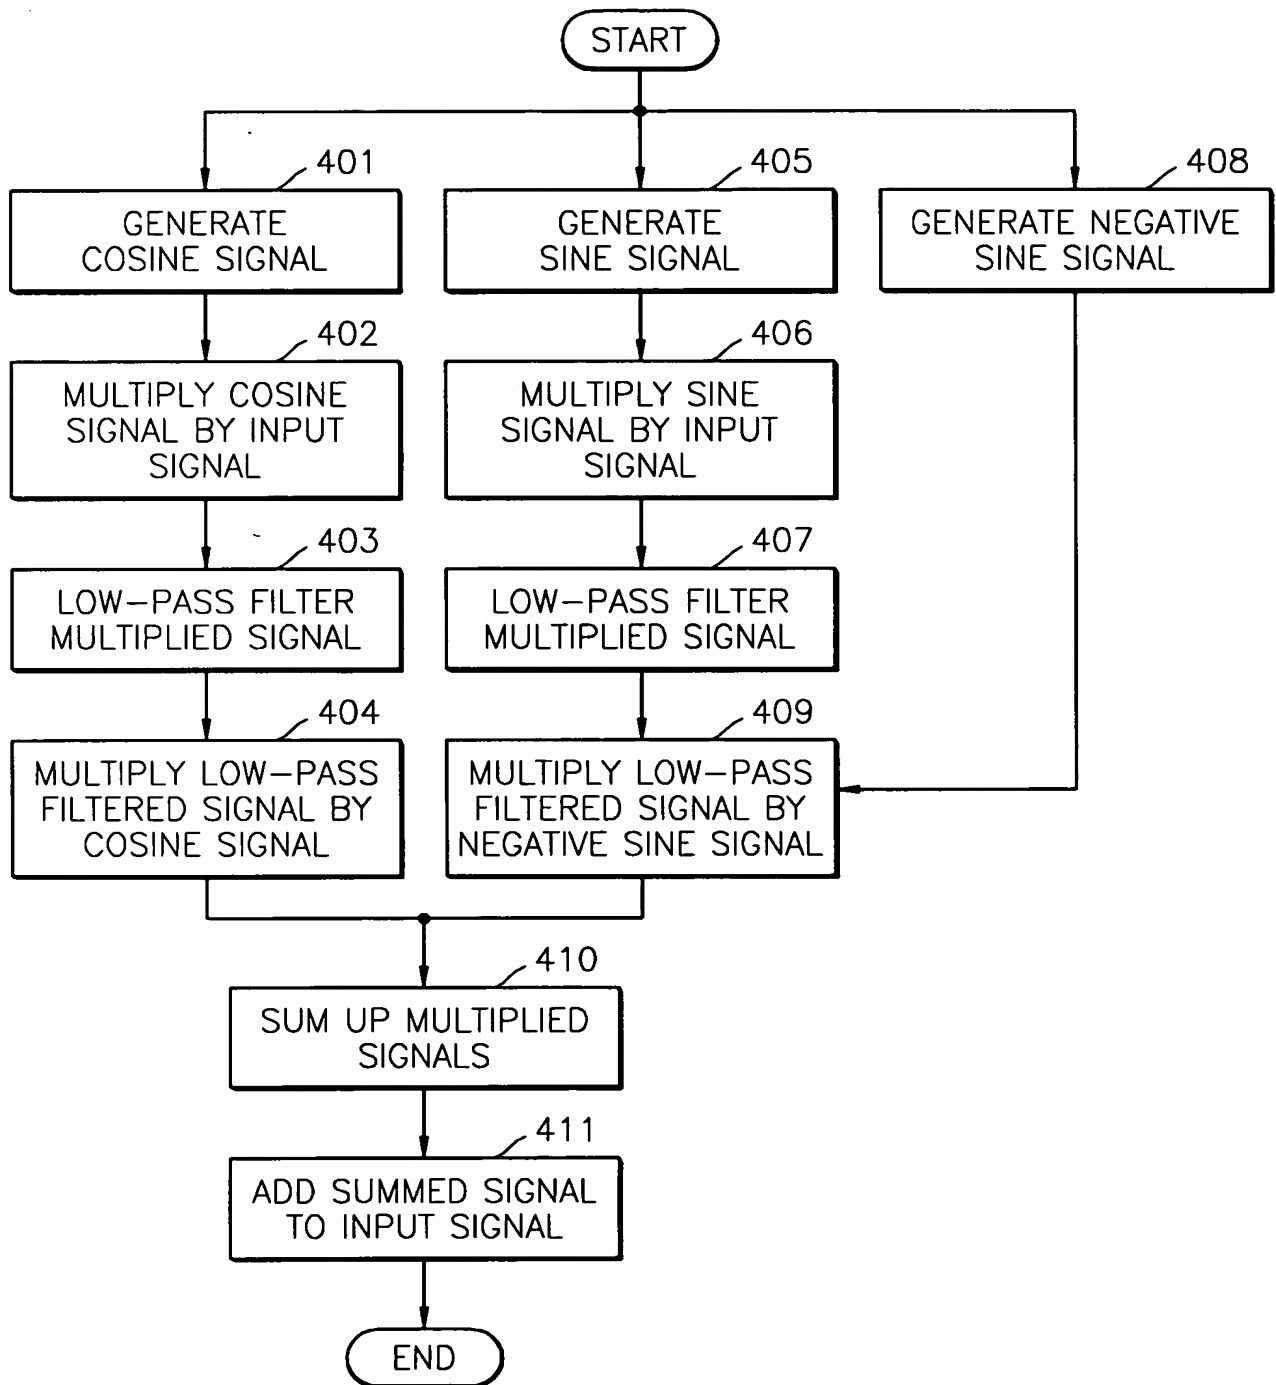 START
401
GENERATE
COSINE SIGNAL
405
GENERATE
SINE SIGNAL
408
GENERATE NEGATIVE
SINE SIGNAL
402
MULTIPLY COSINE
SIGNAL BY INPUT
SIGNAL
406
MULTIPLY SINE
SIGNAL BY INPUT
SIGNAL
403
LOW-PASS FILTER
MULTIPLIED SIGNAL
407
LOW-PASS FILTER
MULTIPLIED SIGNAL
404
MULTIPLY LOW-PASS
FILTERED SIGNAL BY
COSINE SIGNAL
409
MULTIPLY LOW-PASS
FILTERED SIGNAL BY
NEGATIVE SINE SIGNAL
410
SUM UP MULTIPLIED
SIGNALS
411
ADD SUMMED SIGNAL
TO INPUT SIGNAL
END